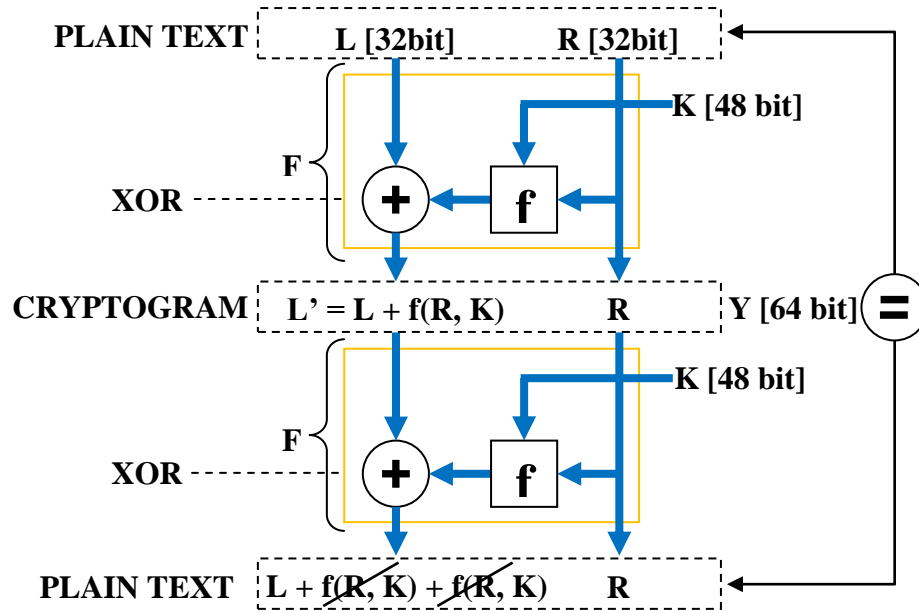 PLAIN TEXT L [32bit] R [32bit]
K [48 bit]
F
XOR + f
CRYPTOGRAM L' = L + f(R, K) R Y [64 bit] =
K [48 bit]
F
XOR + f
PLAIN TEXT L + f(R, K) + f(R, K) R